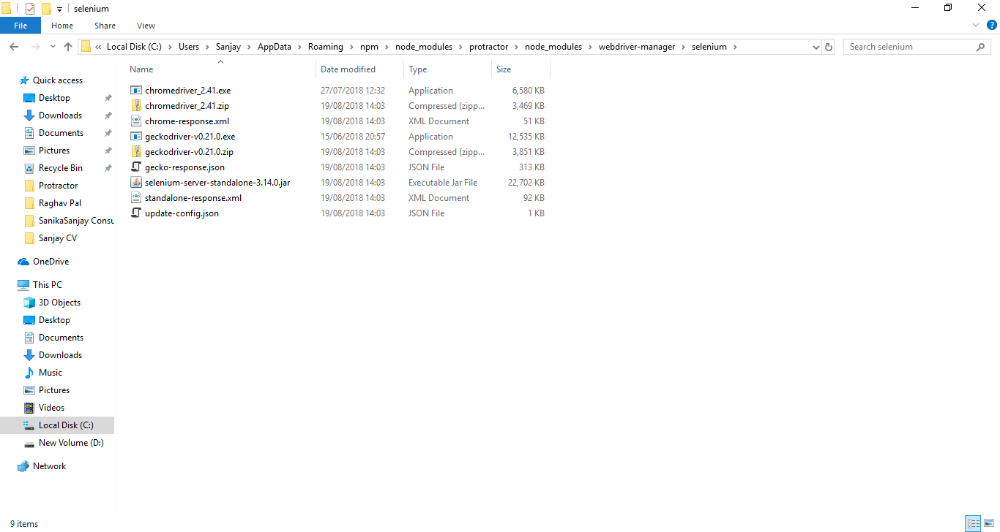 selenium
File Home Share View
« Local Disk (C:) > Users > Sanjay > AppData > Roaming > npm > node_modules > protractor > node_modules > webdriver-manager > selenium > Search selenium
Name Date modified Type Size
Quick access
Desktop
Downloads
Documents
Pictures
Recycle Bin
Protractor
Raghav Pal
SanikaSanjay Consu
Sanjay CV
OneDrive
This PC
3D Objects
Desktop
Documents
Downloads
Music
Pictures
Videos
Local Disk (C:)
New Volume (D:)
Network
chromedriver_2.41.exe 27/07/2018 12:32 Application 6,580 KB
chromedriver_2.41.zip 19/08/2018 14:03 Compressed (zipp... 3,469 KB
chrome-response.xml 19/08/2018 14:03 XML Document 51 KB
geckodriver-v0.21.0.exe 15/06/2018 20:57 Application 12,535 KB
geckodriver-v0.21.0.zip 19/08/2018 14:03 Compressed (zipp... 3,851 KB
gecko-response.json 19/08/2018 14:03 JSON File 313 KB
selenium-server-standalone-3.14.0.jar 19/08/2018 14:03 Executable Jar File 22,702 KB
standalone-response.xml 19/08/2018 14:03 XML Document 92 KB
update-config.json 19/08/2018 14:03 JSON File 1 KB
9 items